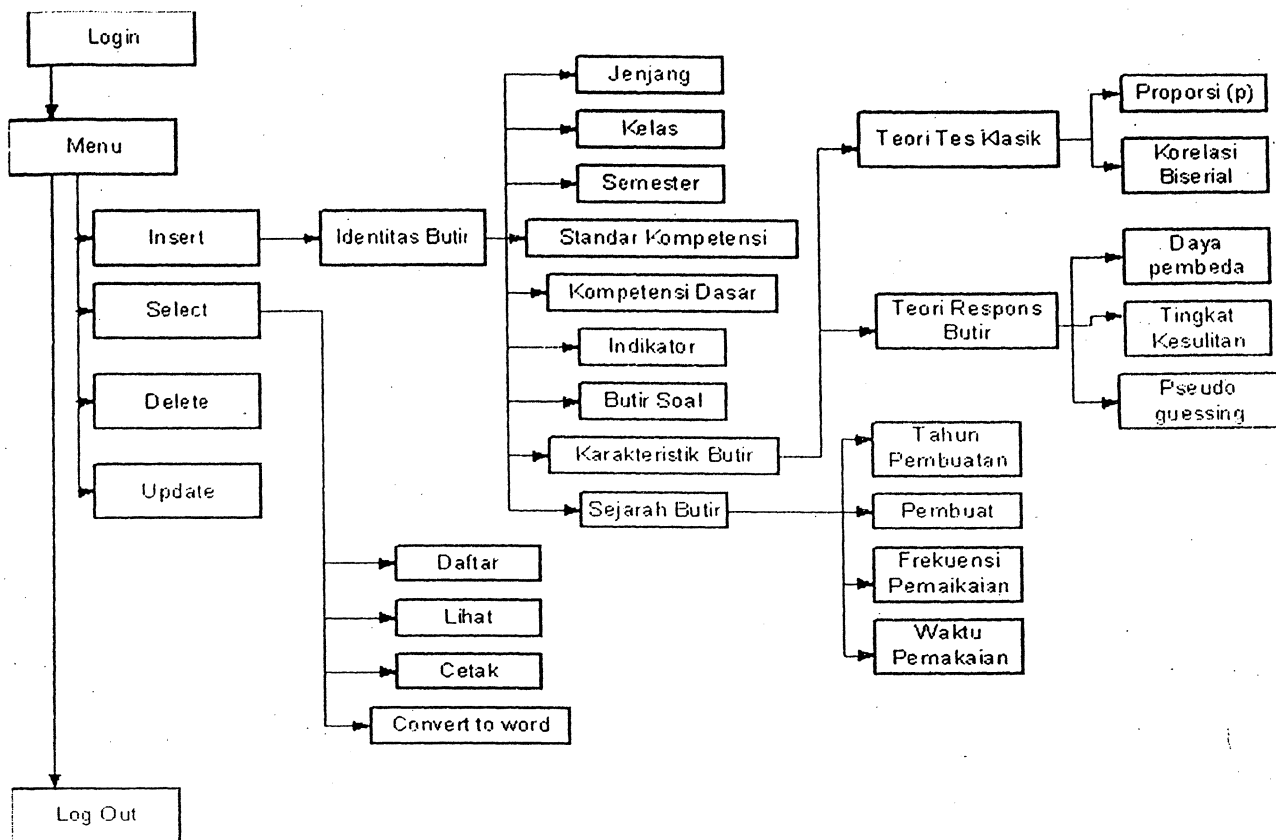 Login
Menu
Insert
Select
Delete
Update
Log Out
Identitas Butir
Jenjang
Kelas
Semester
Standar Kompetensi
Kompetensi Dasar
Indikator
Butir Soal
Karakteristik Butir
Sejarah Butir
Daftar
Lihat
Cetak
Convert to word
Teori Tes Klasik
Teori Respons
Butir
Proporsi (p)
Korelasi
Biserial
Daya
pembeda
Tingkat
Kesulitan
Pseudo
guessing
Tahun
Pembuatan
Pembuat
Frekuensi
Pemaikaian
Waktu
Pemakaian